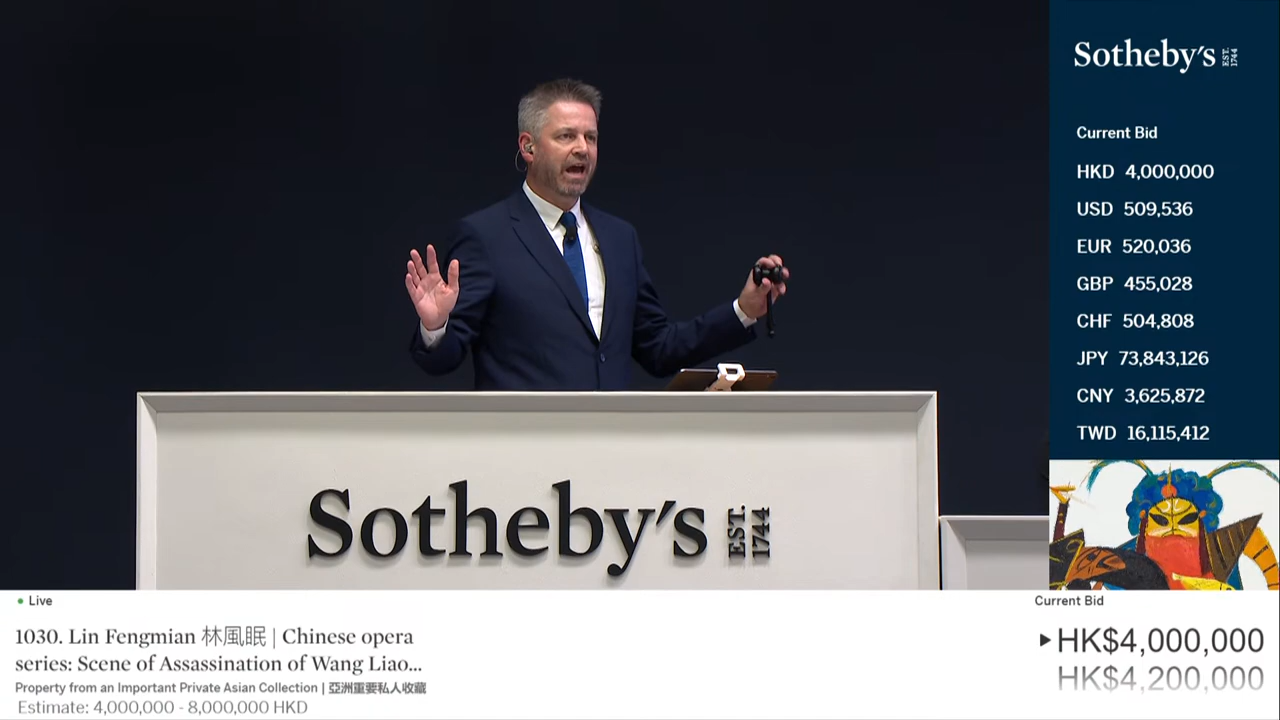 Sotheby's EST. 1744
Current Bid
HKD 4,000,000
USD 509,536
EUR 520,036
GBP 455,028
CHF 504,808
JPY 73,843,126
CNY 3,625,872
TWD 16,115,412
Sotheby's EST. 1744
Live
1030. Lin Fengmian 林風眠 | Chinese opera
series: Scene of Assassination of Wang Liao...
Property from an Important Private Asian Collection | 亞洲重要私人收藏
Estimate: 4,000,000 - 8,000,000 HKD
Current Bid
HK$4,000,000
HK$4,200,000